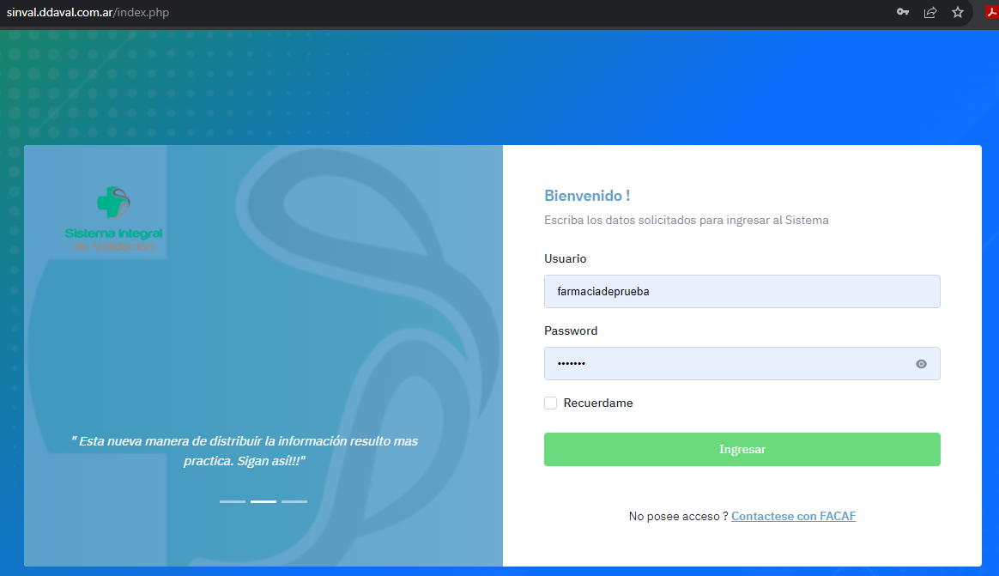 sinval.ddaval.com.ar/index.php
Sistema Integral
de Validación
" Esta nueva manera de distribuir la información resulto mas
practica. Sigan así!!!"
Bienvenido !
Escriba los datos solicitados para ingresar al Sistema
Usuario
farmaciadeprueba
Password
•••••••
Recuerdame
Ingresar
No posee acceso ? Contactese con FACAF